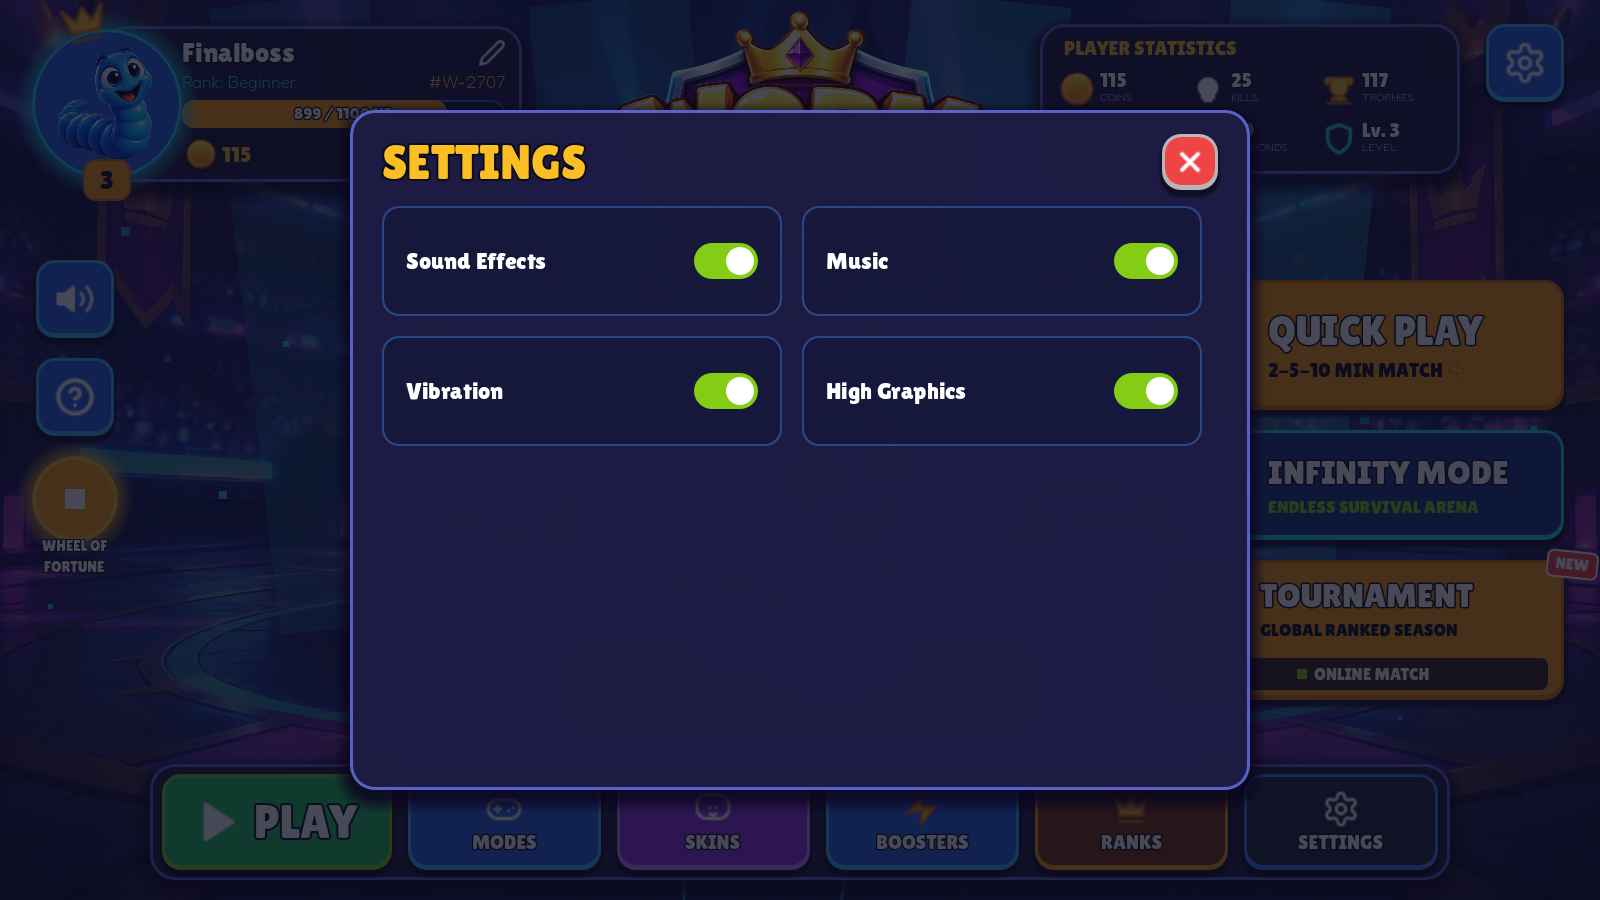 Finalboss
Rank: Beginner
#W-2707
899 / 1100 XP
115
3
PLAYER STATISTICS
115
COINS
25
KILLS
117
TROPHIES
Lv. 3
LEVEL
SETTINGS
Sound Effects
Music
Vibration
High Graphics
WHEEL OF
FORTUNE
QUICK PLAY
2-5-10 MIN MATCH
INFINITY MODE
ENDLESS SURVIVAL ARENA
NEW
TOURNAMENT
GLOBAL RANKED SEASON
ONLINE MATCH
PLAY
MODES
SKINS
BOOSTERS
RANKS
SETTINGS